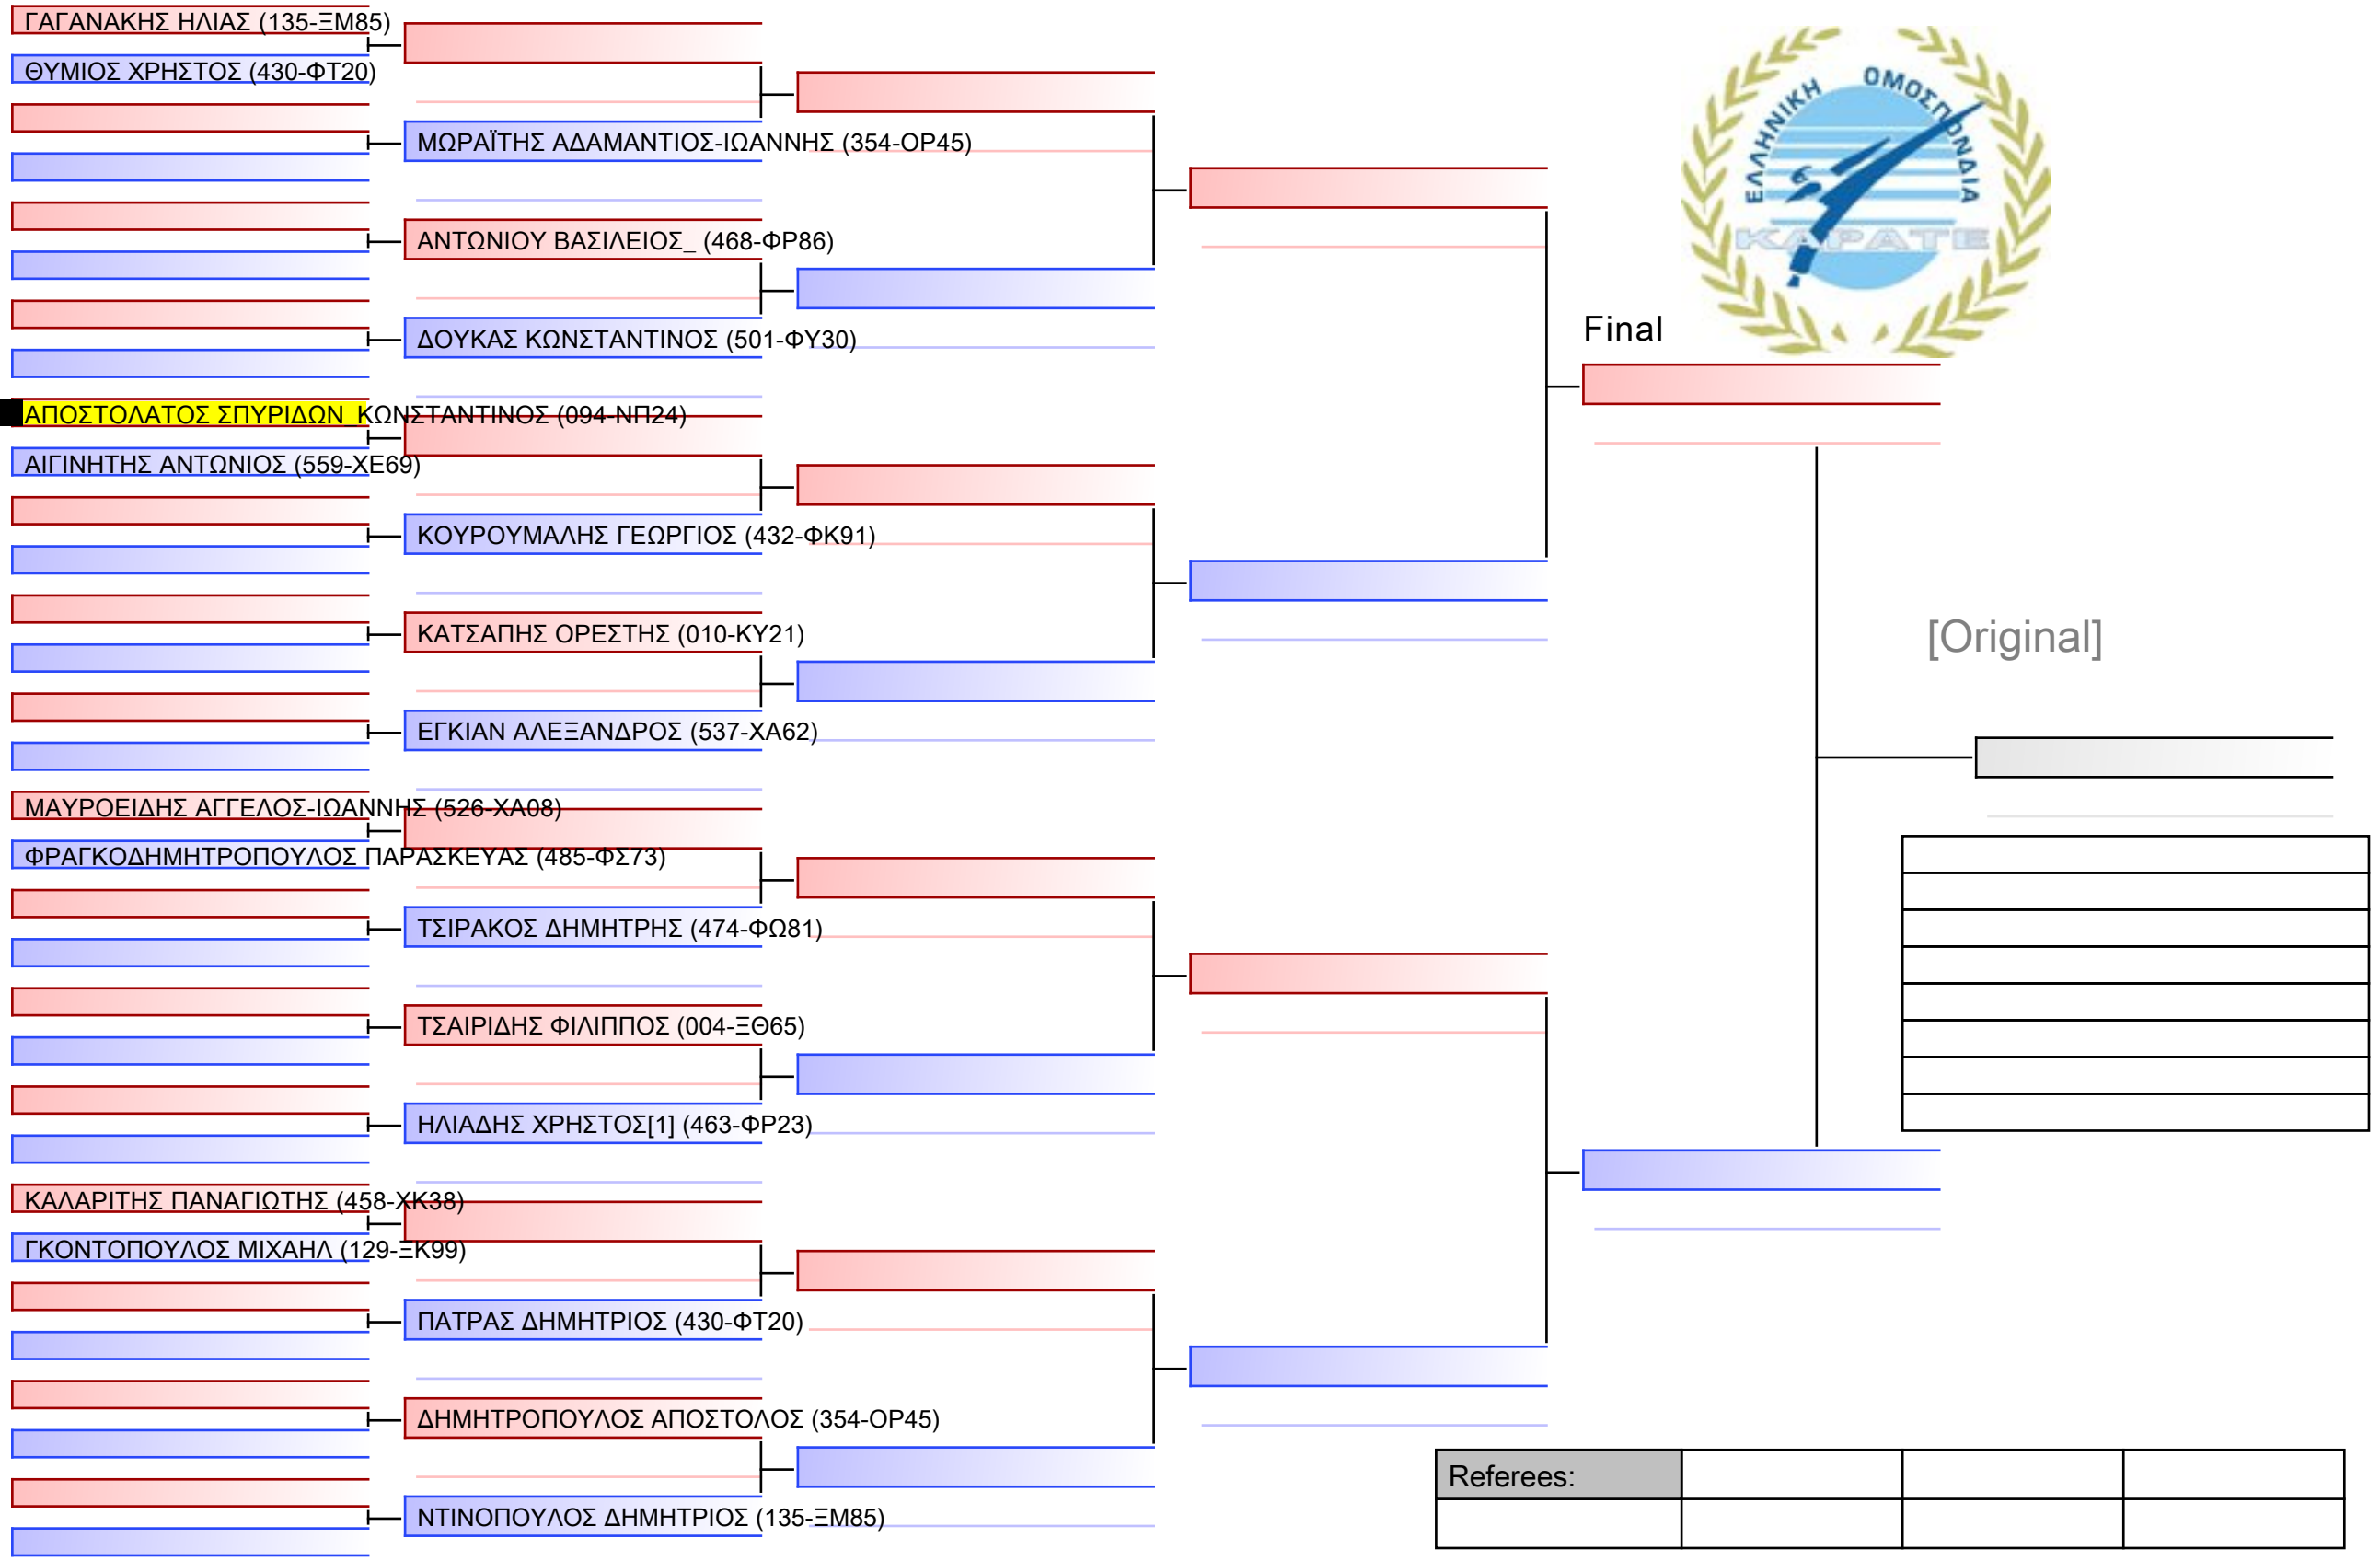 ΓΑΓΑΝΑΚΗΣ ΗΛΙΑΣ (135-ΞΜ85)
ΘΥΜΙΟΣ ΧΡΗΣΤΟΣ (430-ΦΤ20)
ΜΩΡΑΪΤΗΣ ΑΔΑΜΑΝΤΙΟΣ-ΙΩΑΝΝΗΣ (354-ΟΡ45)
ΑΝΤΩΝΙΟΥ ΒΑΣΙΛΕΙΟΣ_ (468-ΦΡ86)
ΔΟΥΚΑΣ ΚΩΝΣΤΑΝΤΙΝΟΣ (501-ΦΥ30)
ΑΠΟΣΤΟΛΑΤΟΣ ΣΠΥΡΙΔΩΝ_ΚΩΝΣΤΑΝΤΙΝΟΣ (094-ΝΠ24)
ΑΙΓΙΝΗΤΗΣ ΑΝΤΩΝΙΟΣ (559-ΧΕ69)
ΚΟΥΡΟΥΜΑΛΗΣ ΓΕΩΡΓΙΟΣ (432-ΦΚ91)
ΚΑΤΣΑΠΗΣ ΟΡΕΣΤΗΣ (010-ΚΥ21)
ΕΓΚΙΑΝ ΑΛΕΞΑΝΔΡΟΣ (537-ΧΑ62)
ΜΑΥΡΟΕΙΔΗΣ ΑΓΓΕΛΟΣ-ΙΩΑΝΝΗΣ (526-ΧΑ08)
ΦΡΑΓΚΟΔΗΜΗΤΡΟΠΟΥΛΟΣ ΠΑΡΑΣΚΕΥΑΣ (485-ΦΣ73)
ΤΣΙΡΑΚΟΣ ΔΗΜΗΤΡΗΣ (474-ΦΩ81)
ΤΣΑΙΡΙΔΗΣ ΦΙΛΙΠΠΟΣ (004-ΞΘ65)
ΗΛΙΑΔΗΣ ΧΡΗΣΤΟΣ[1] (463-ΦΡ23)
ΚΑΛΑΡΙΤΗΣ ΠΑΝΑΓΙΩΤΗΣ (458-ΧΚ38)
ΓΚΟΝΤΟΠΟΥΛΟΣ ΜΙΧΑΗΛ (129-ΞΚ99)
ΠΑΤΡΑΣ ΔΗΜΗΤΡΙΟΣ (430-ΦΤ20)
ΔΗΜΗΤΡΟΠΟΥΛΟΣ ΑΠΟΣΤΟΛΟΣ (354-ΟΡ45)
ΝΤΙΝΟΠΟΥΛΟΣ ΔΗΜΗΤΡΙΟΣ (135-ΞΜ85)
ΕΛΛΗΝΙΚΗ ΟΜΟΣΠΟΝΔΙΑ
ΚΑΡΑΤΕ
Final
[Original]
Referees: